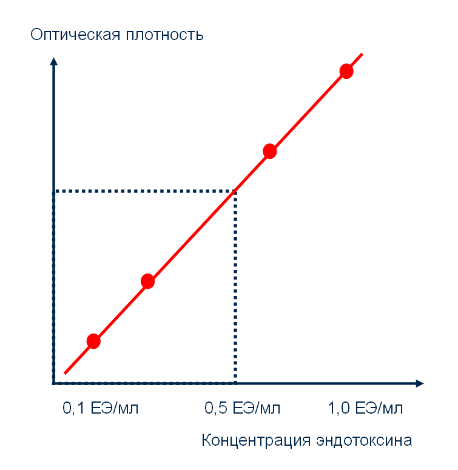 Оптическая плотность
0,1 ЕЭ/мл 0,5 ЕЭ/мл 1,0 ЕЭ/мл
Концентрация эндотоксина